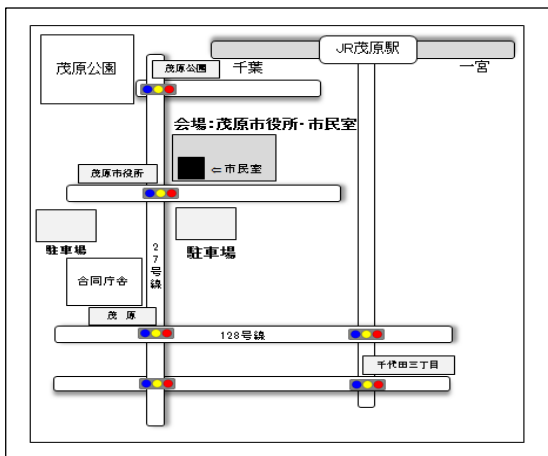 JR茂原駅
茂原公園
茂原公園
千葉
一宮
会場：茂原市役所・市民室
⇐市民室
茂原市役所
駐車場
駐車場
27号線
合同庁舎
茂 原
128号線
千代田三丁目